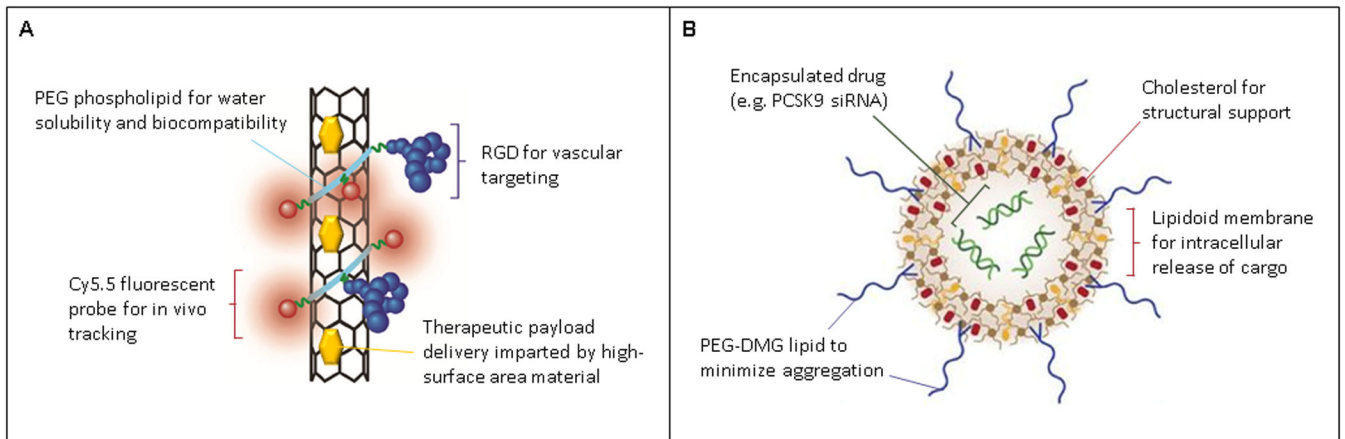 A
PEG phospholipid for water
solubility and biocompatibility
RGD for vascular
targeting
Cy5.5 fluorescent
probe for in vivo
tracking
Therapeutic payload
delivery imparted by high-
surface area material
B
Encapsulated drug
(e.g. PCSK9 siRNA)
Cholesterol for
structural support
Lipidoid membrane
for intracellular
release of cargo
PEG-DMG lipid to
minimize aggregation